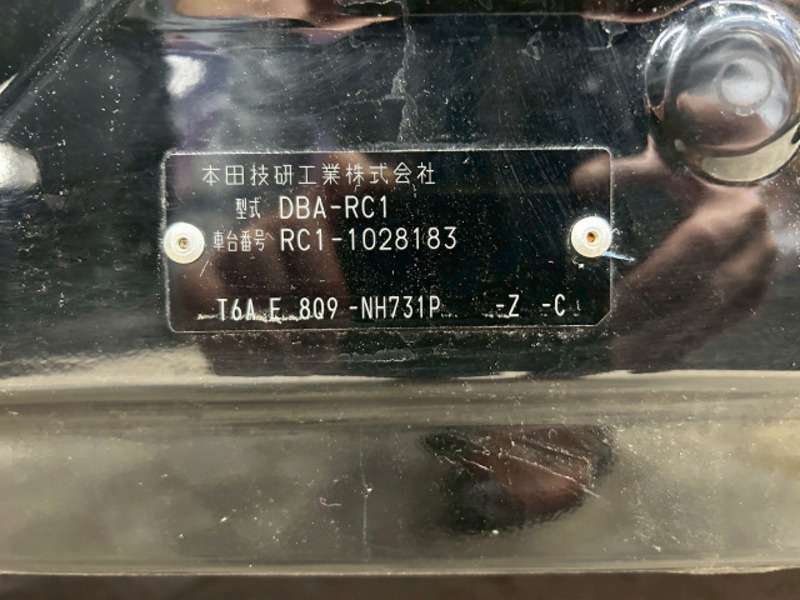 本田技研工業株式会社
型式 DBA-RC1
車台番号 RC1-1028183
T6A E 8Q9 -NH731P -Z -C